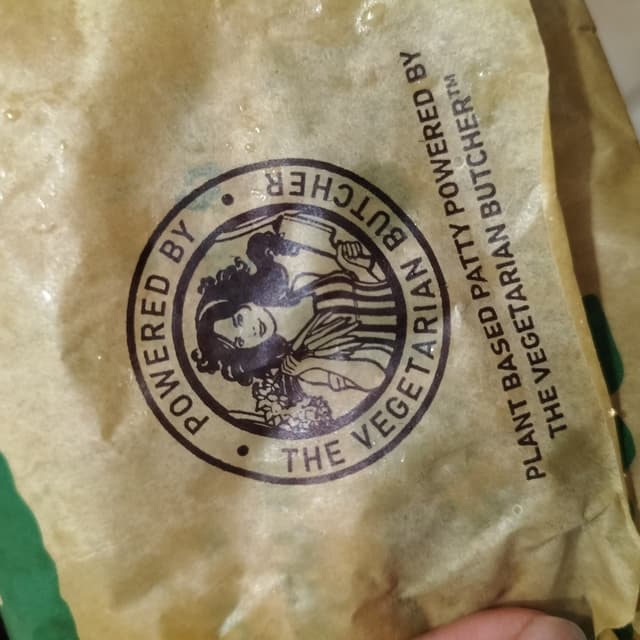 POWERED BY
• THE VEGETARIAN BUTCHER •
PLANT BASED PATTY POWERED BY
THE VEGETARIAN BUTCHER™